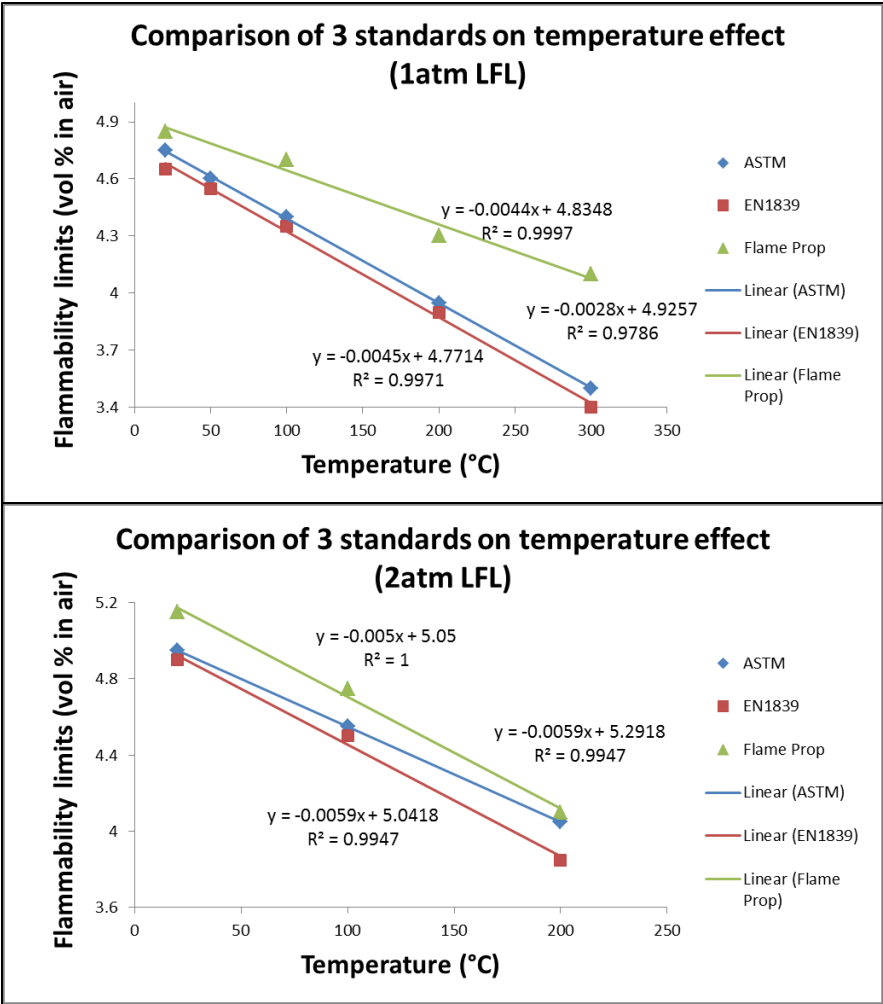 Comparison of 3 standards on temperature effect
(1atm LFL)
Flammability limits (vol % in air)
4.9
4.6
4.3
4
3.7
3.4
0
50
100
150
200
250
300
350
Temperature (°C)
y = -0.0044x + 4.8348
R² = 0.9997
y = -0.0028x + 4.9257
R² = 0.9786
y = -0.0045x + 4.7714
R² = 0.9971
ASTM
EN1839
Flame Prop
Linear (ASTM)
Linear (EN1839)
Linear (Flame
Prop)
Comparison of 3 standards on temperature effect
(2atm LFL)
Flammability limits (vol % in air)
5.2
4.8
4.4
4
3.6
0
50
100
150
200
250
Temperature (°C)
y = -0.005x + 5.05
R² = 1
y = -0.0059x + 5.2918
R² = 0.9947
y = -0.0059x + 5.0418
R² = 0.9947
ASTM
EN1839
Flame Prop
Linear (ASTM)
Linear (EN1839)
Linear (Flame
Prop)